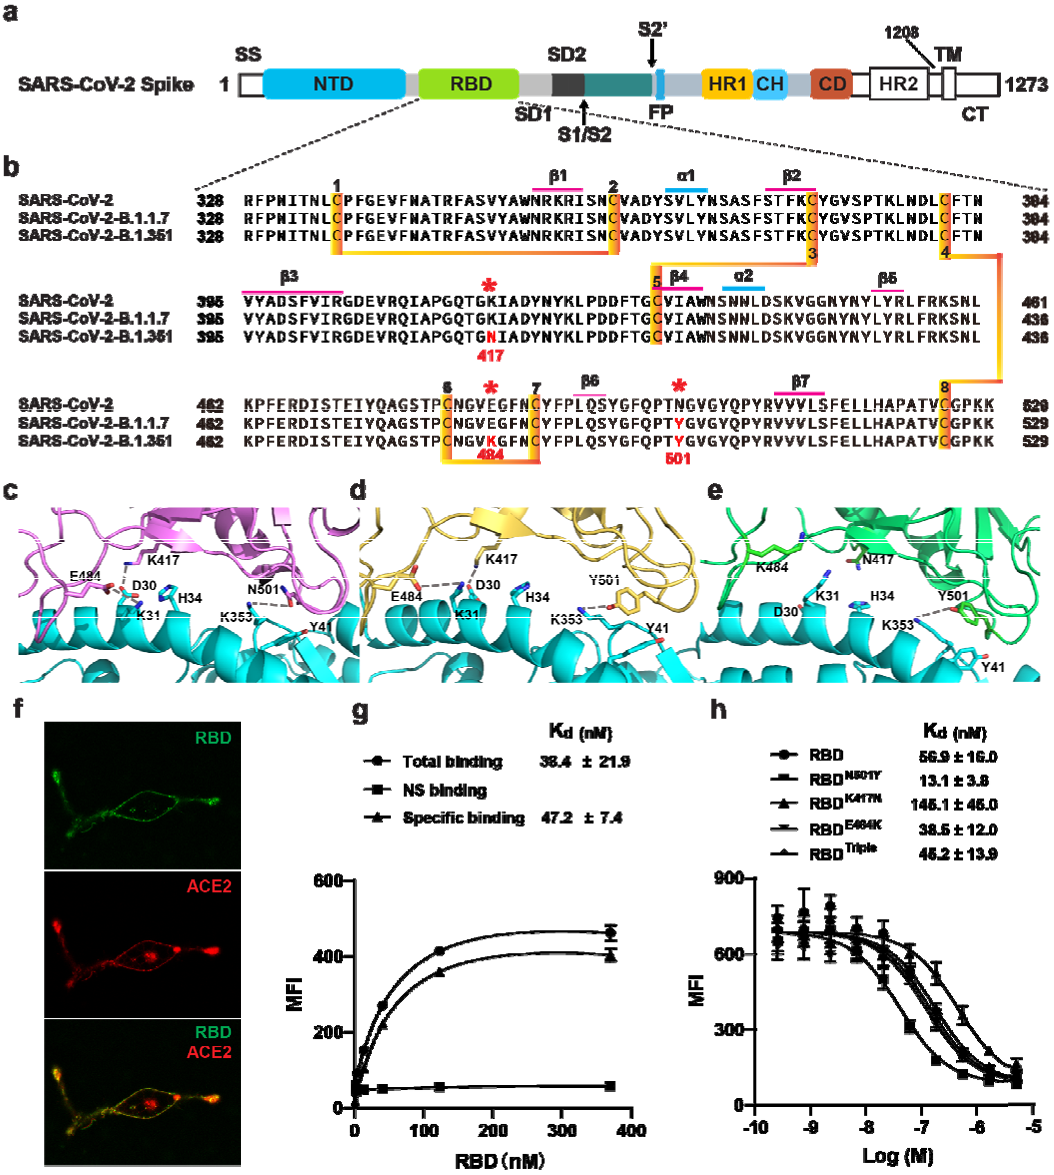 a
SS
SD2
S2'
1208
TM
SARS-CoV-2 Spike
1
NTD
RBD
HR1
CH
CD
HR2
1273
SD1
S1/S2
FP
CT
b
1
β1
2
α1
β2
SARS-CoV-2 328 RFPNITNLCPFGEVFNATRFASVYAWNRKRISNCVADYSVLYNSASFSTFKCYGVSPTKLNDLCFTN 394
SARS-CoV-2-B.1.1.7 328 RFPNITNLCPFGEVFNATRFASVYAWNRKRISNCVADYSVLYNSASFSTFKCYGVSPTKLNDLCFTN 394
SARS-CoV-2-B.1.351 328 RFPNITNLCPFGEVFNATRFASVYAWNRKRISNCVADYSVLYNSASFSTFKCYGVSPTKLNDLCFTN 394
3
4
β3
*
5
β4
α2
β5
SARS-CoV-2 395 VYADSFVIRGDEVRQIAPGQTGKIADYNYKLPDDFTGCVIAWNSNNLDSKVGGNYNYLYRLFRKSNL 461
SARS-CoV-2-B.1.1.7 395 VYADSFVIRGDEVRQIAPGQTGKIADYNYKLPDDFTGCVIAWNSNNLDSKVGGNYNYLYRLFRKSNL 436
SARS-CoV-2-B.1.351 395 VYADSFVIRGDEVRQIAPGQTGNIADYNYKLPDDFTGCVIAWNSNNLDSKVGGNYNYLYRLFRKSNL 436
417
6
*
7
β6
*
β7
8
SARS-CoV-2 462 KPFERDISTEIYQAGSTPCNGVEGFNCYFPLQSYGFQPTNGVGYQPYRVVVLSFELLHAPATVCGPKK 529
SARS-CoV-2-B.1.1.7 462 KPFERDISTEIYQAGSTPCNGVEGFNCYFPLQSYGFQPTYGVGYQPYRVVVLSFELLHAPATVCGPKK 529
SARS-CoV-2-B.1.351 462 KPFERDISTEIYQAGSTPCNGVKGFNCYFPLQSYGFQPTYGVGYQPYRVVVLSFELLHAPATVCGPKK 529
484
501
c
K417
E484
D30
H34
K31
N501
K353
Y41
d
K417
Y501
E484
D30
K31
H34
K353
Y41
e
K484
N417
K31
D30
H34
Y501
K353
Y41
f
RBD
ACE2
RBD
ACE2
g
Kd (nM)
Total binding 38.4 ± 21.9
NS binding
Specific binding 47.2 ± 7.4
600
400
200
0
MFI
0 100 200 300 400
RBD (nM)
h
Kd (nM)
RBD 56.9 ± 16.0
RBD N501Y 13.1 ± 3.8
RBD K417N 145.1 ± 45.0
RBD E484K 38.5 ± 12.0
RBD Triple 45.2 ± 13.9
900
600
300
0
MFI
-10 -9 -8 -7 -6 -5
Log (M)